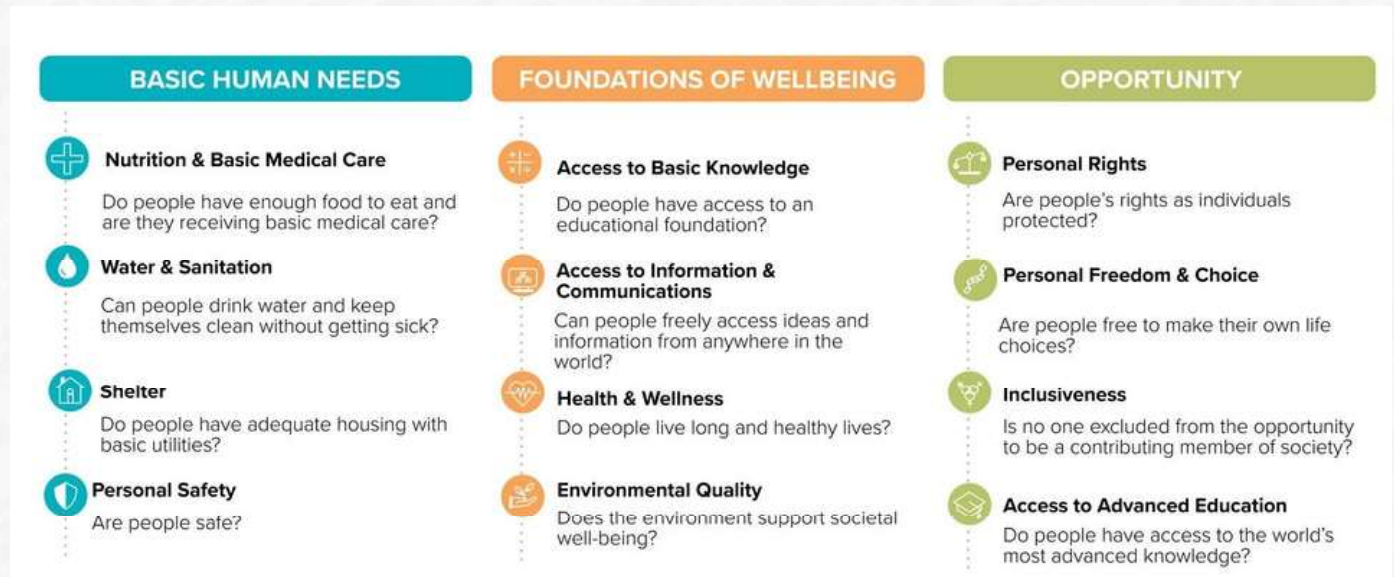 BASIC HUMAN NEEDS
Nutrition & Basic Medical Care
Do people have enough food to eat and
are they receiving basic medical care?
Water & Sanitation
Can people drink water and keep
themselves clean without getting sick?
Shelter
Do people have adequate housing with
basic utilities?
Personal Safety
Are people safe?
FOUNDATIONS OF WELLBEING
Access to Basic Knowledge
Do people have access to an
educational foundation?
Access to Information &
Communications
Can people freely access ideas and
information from anywhere in the
world?
Health & Wellness
Do people live long and healthy lives?
Environmental Quality
Does the environment support societal
well-being?
OPPORTUNITY
Personal Rights
Are people's rights as individuals
protected?
Personal Freedom & Choice
Are people free to make their own life
choices?
Inclusiveness
Is no one excluded from the opportunity
to be a contributing member of society?
Access to Advanced Education
Do people have access to the world's
most advanced knowledge?